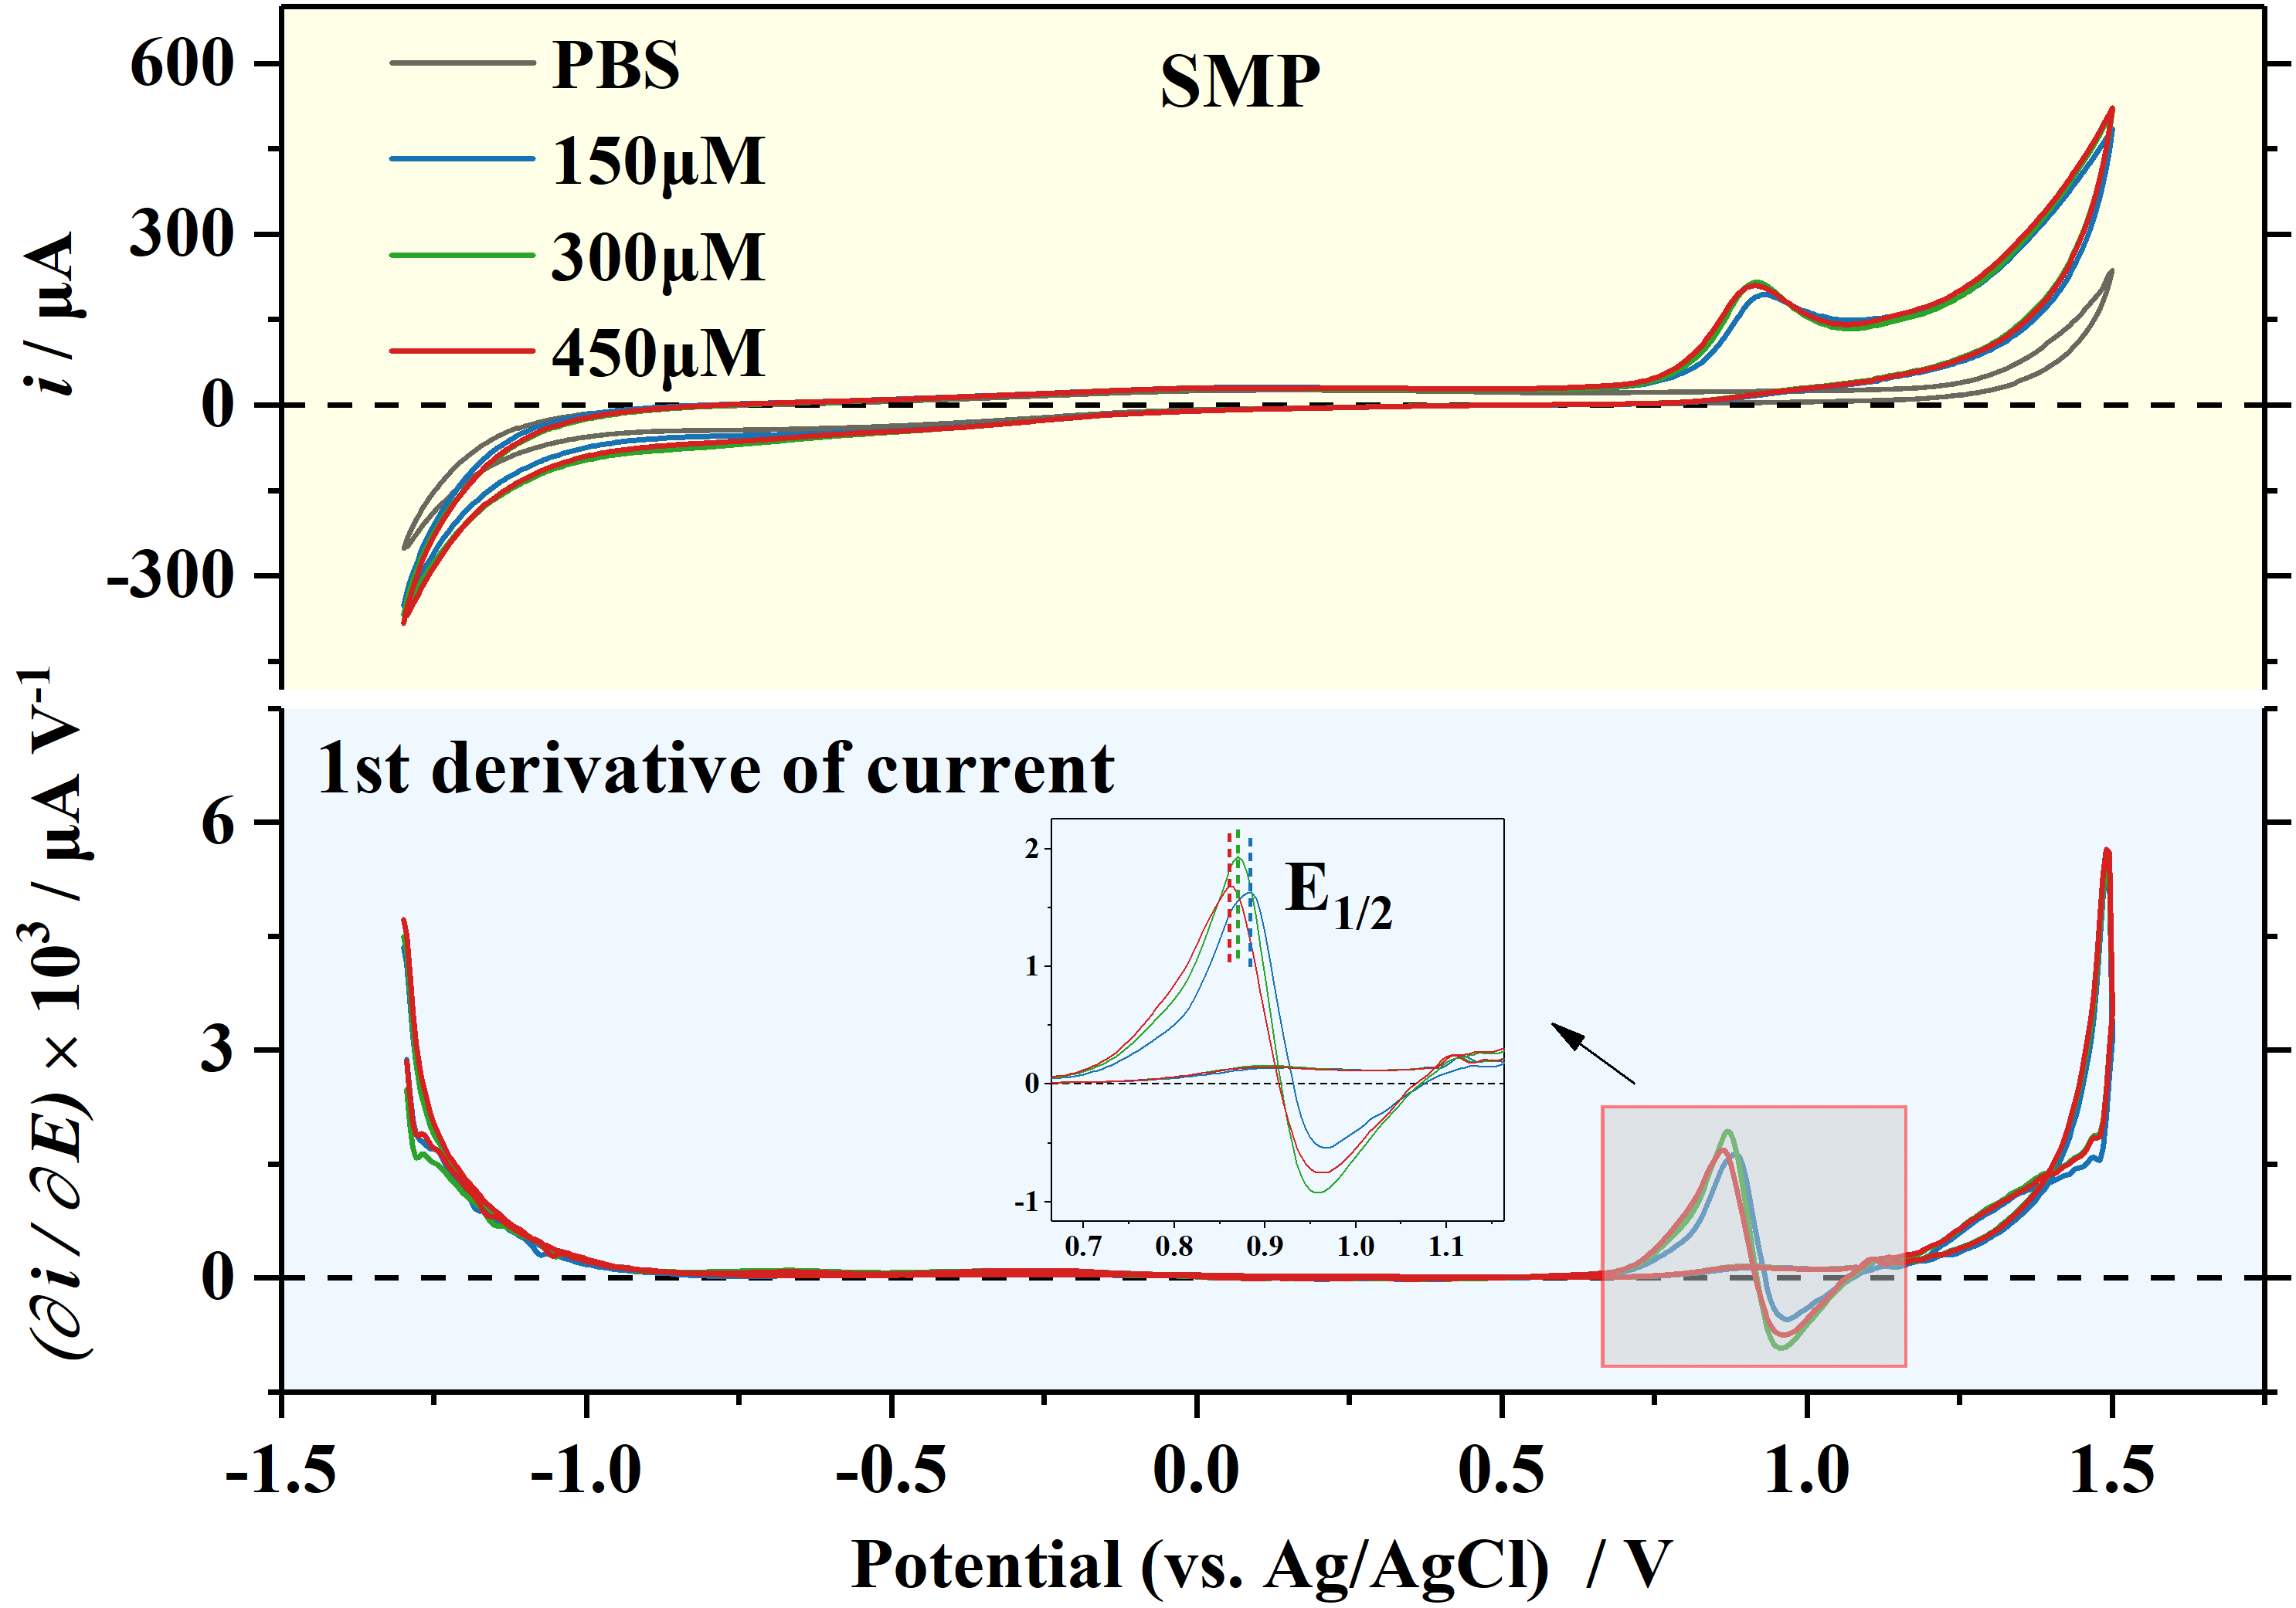 SMP
PBS
150μM
300μM
450μM
i / μA
600
300
0
-300
1st derivative of current
(∂i / ∂E) × 10³ / μA V⁻¹
6
3
0
E1/2
2
1
0
-1
0.7 0.8 0.9 1.0 1.1
-1.5 -1.0 -0.5 0.0 0.5 1.0 1.5
Potential (vs. Ag/AgCl) / V